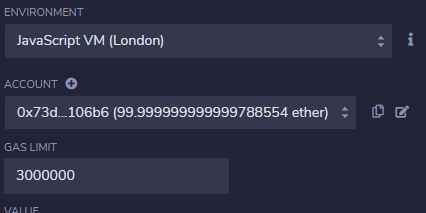 ENVIRONMENT
JavaScript VM (London)
ACCOUNT
0x73d...106b6 (99.999999999999788554 ether)
GAS LIMIT
3000000
VALUE